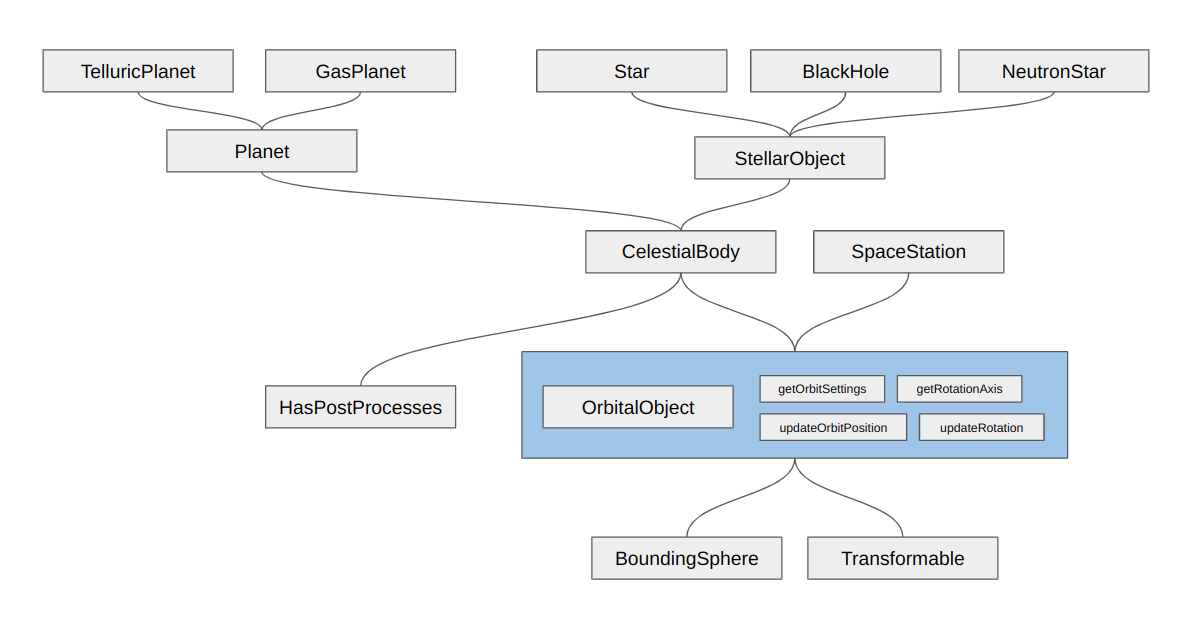 TelluricPlanet
GasPlanet
Star
BlackHole
NeutronStar
Planet
StellarObject
CelestialBody
SpaceStation
HasPostProcesses
OrbitalObject
getOrbitSettings
getRotationAxis
updateOrbitPosition
updateRotation
BoundingSphere
Transformable